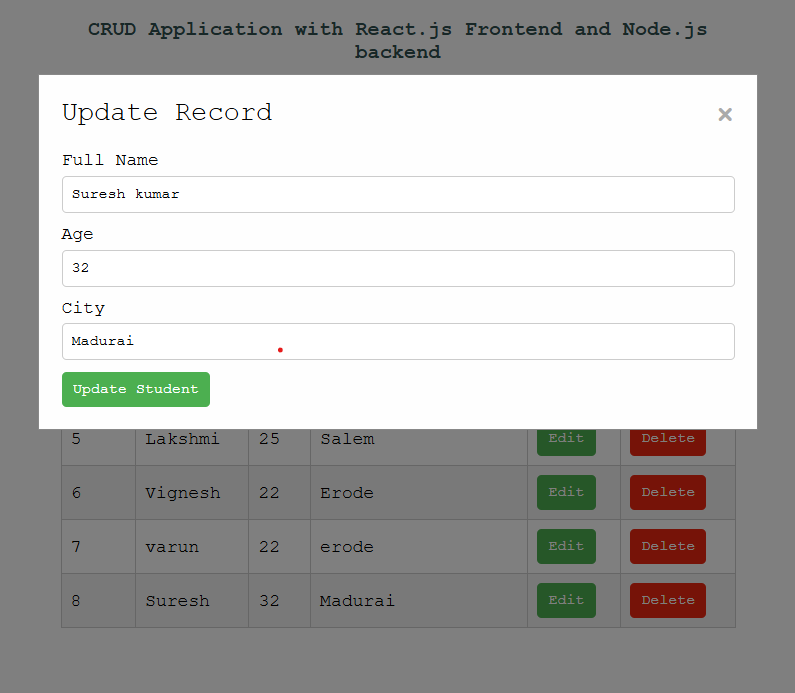 CRUD Application with React.js Frontend and Node.js
backend
Update Record ×
Full Name
Suresh kumar
Age
32
City
Madurai
Update Student
5 Lakshmi 25 Salem Edit Delete
6 Vignesh 22 Erode Edit Delete
7 varun 22 erode Edit Delete
8 Suresh 32 Madurai Edit Delete